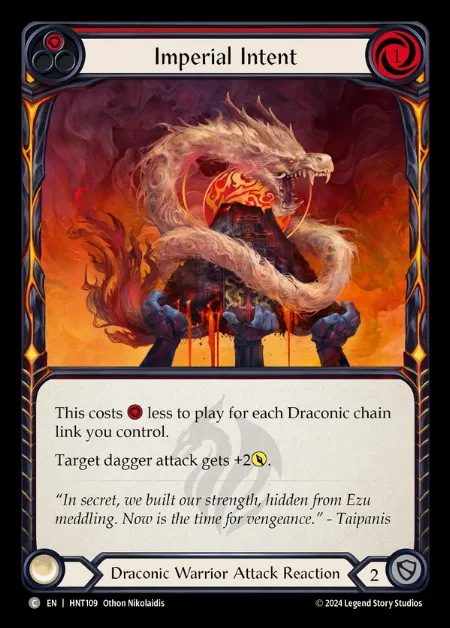 Imperial Intent
1
This costs less to play for each Draconic chain
link you control.
Target dagger attack gets +2.
“In secret, we built our strength, hidden from Ezu
meddling. Now is the time for vengeance.” - Taipanis
Draconic Warrior Attack Reaction
2
C EN | HNT109 Othon Nikolaidis
© 2024 Legend Story Studios